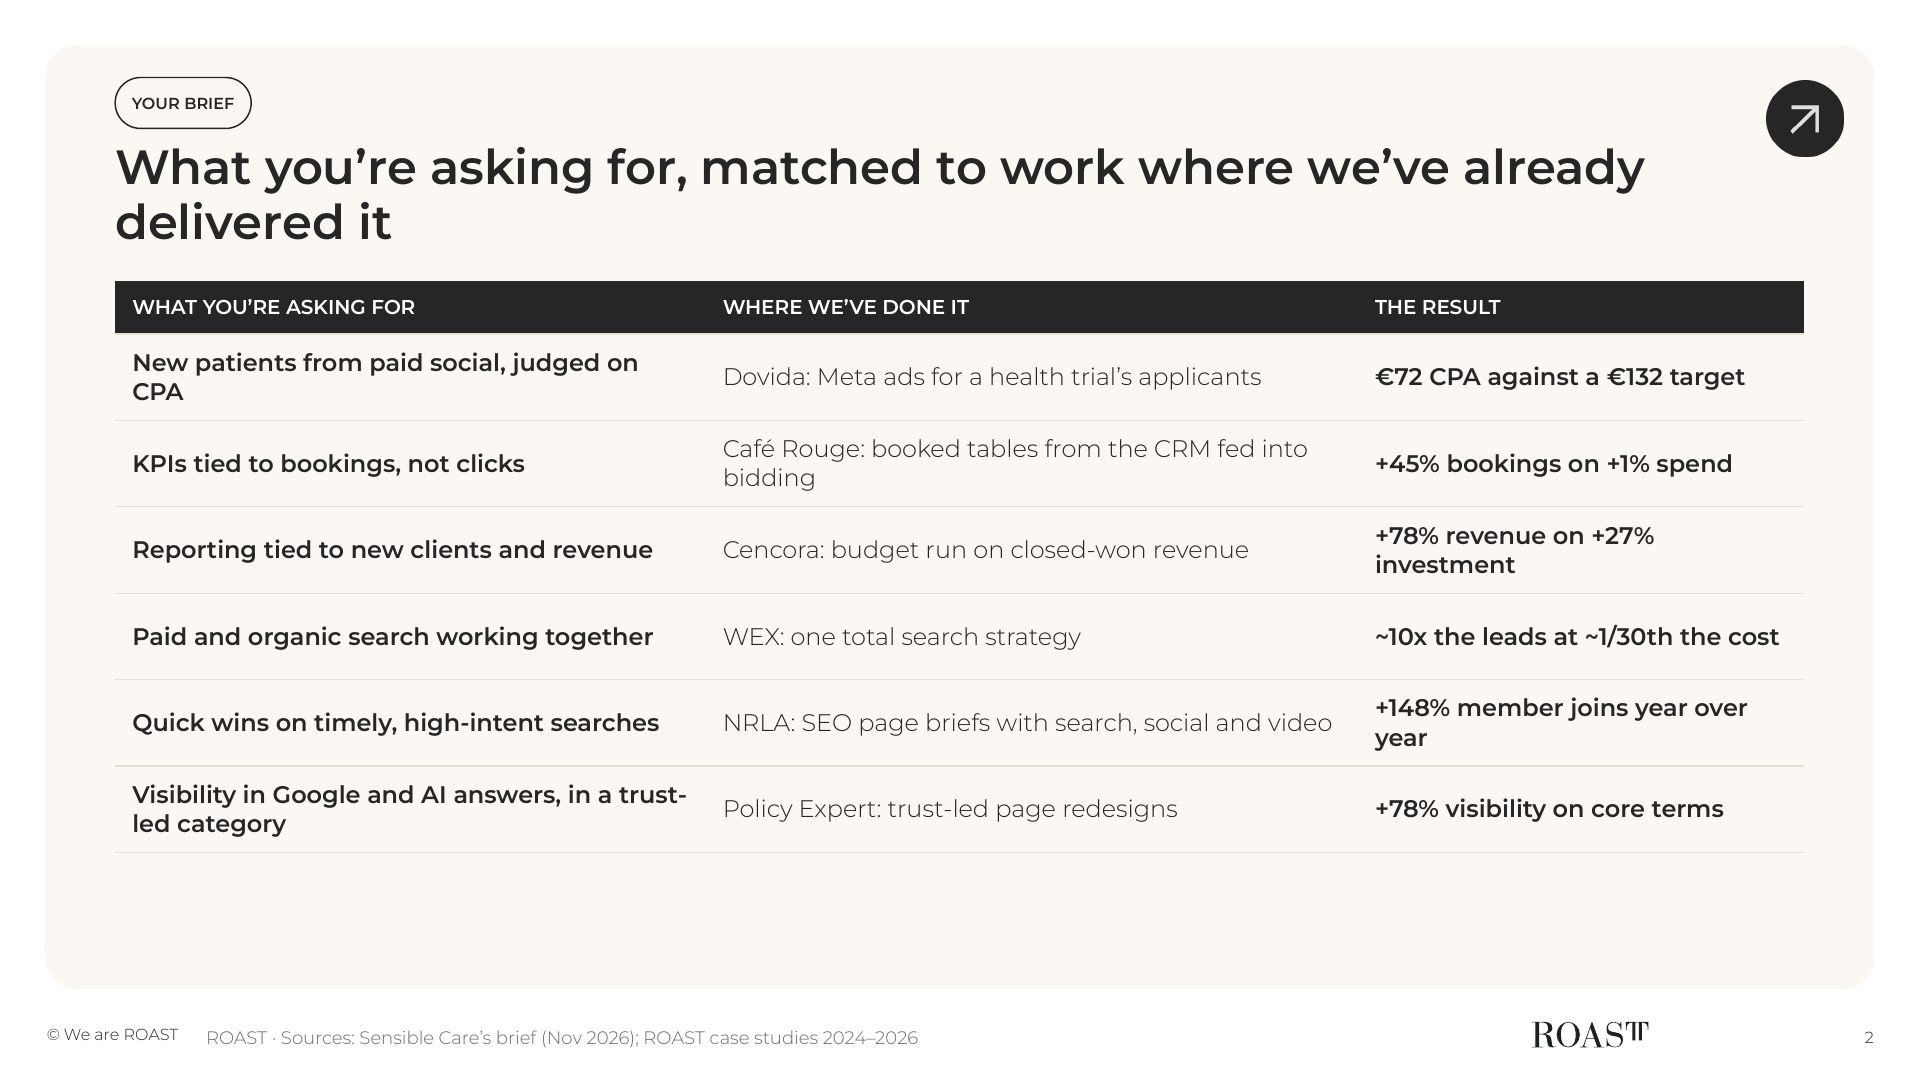 YOUR BRIEF
What you’re asking for, matched to work where we’ve already
delivered it
WHAT YOU’RE ASKING FOR
WHERE WE’VE DONE IT
THE RESULT
New patients from paid social, judged on
CPA
Dovida: Meta ads for a health trial’s applicants
€72 CPA against a €132 target
KPIs tied to bookings, not clicks
Café Rouge: booked tables from the CRM fed into
bidding
+45% bookings on +1% spend
Reporting tied to new clients and revenue
Cencora: budget run on closed-won revenue
+78% revenue on +27%
investment
Paid and organic search working together
WEX: one total search strategy
~10x the leads at ~1/30th the cost
Quick wins on timely, high-intent searches
NRLA: SEO page briefs with search, social and video
+148% member joins year over
year
Visibility in Google and AI answers, in a trust-
led category
Policy Expert: trust-led page redesigns
+78% visibility on core terms
© We are ROAST
ROAST · Sources: Sensible Care’s brief (Nov 2026); ROAST case studies 2024–2026
ROAST
2